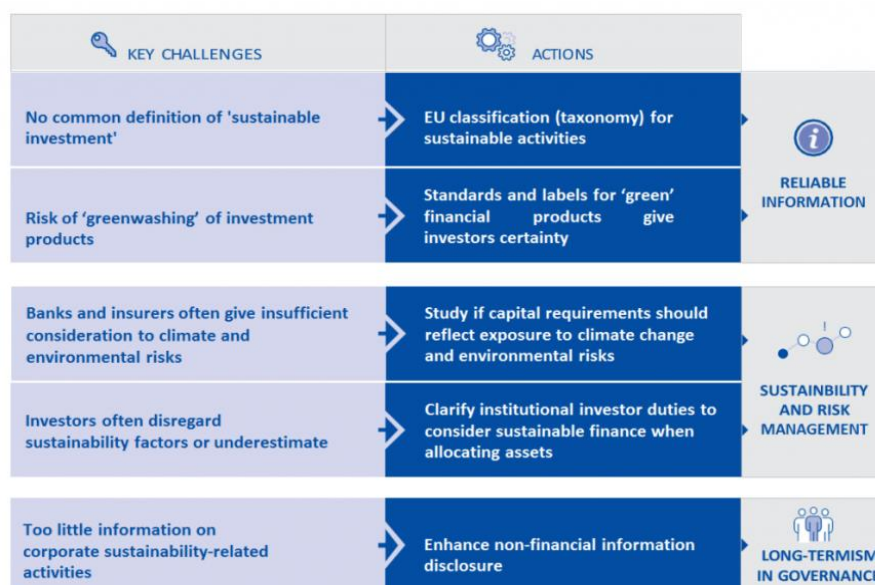 KEY CHALLENGES
ACTIONS
No common definition of 'sustainable
investment'
EU classification (taxonomy) for
sustainable activities
Risk of ‘greenwashing’ of investment
products
Standards and labels for ‘green’
financial products give
investors certainty
i
RELIABLE
INFORMATION
Banks and insurers often give insufficient
consideration to climate and
environmental risks
Study if capital requirements should
reflect exposure to climate change
and environmental risks
Investors often disregard
sustainability factors or underestimate
Clarify institutional investor duties to
consider sustainable finance when
allocating assets
!
SUSTAINBILITY
AND RISK
MANAGEMENT
Too little information on
corporate sustainability-related
activities
Enhance non-financial information
disclosure
LONG-TERMISM
IN GOVERNANCE